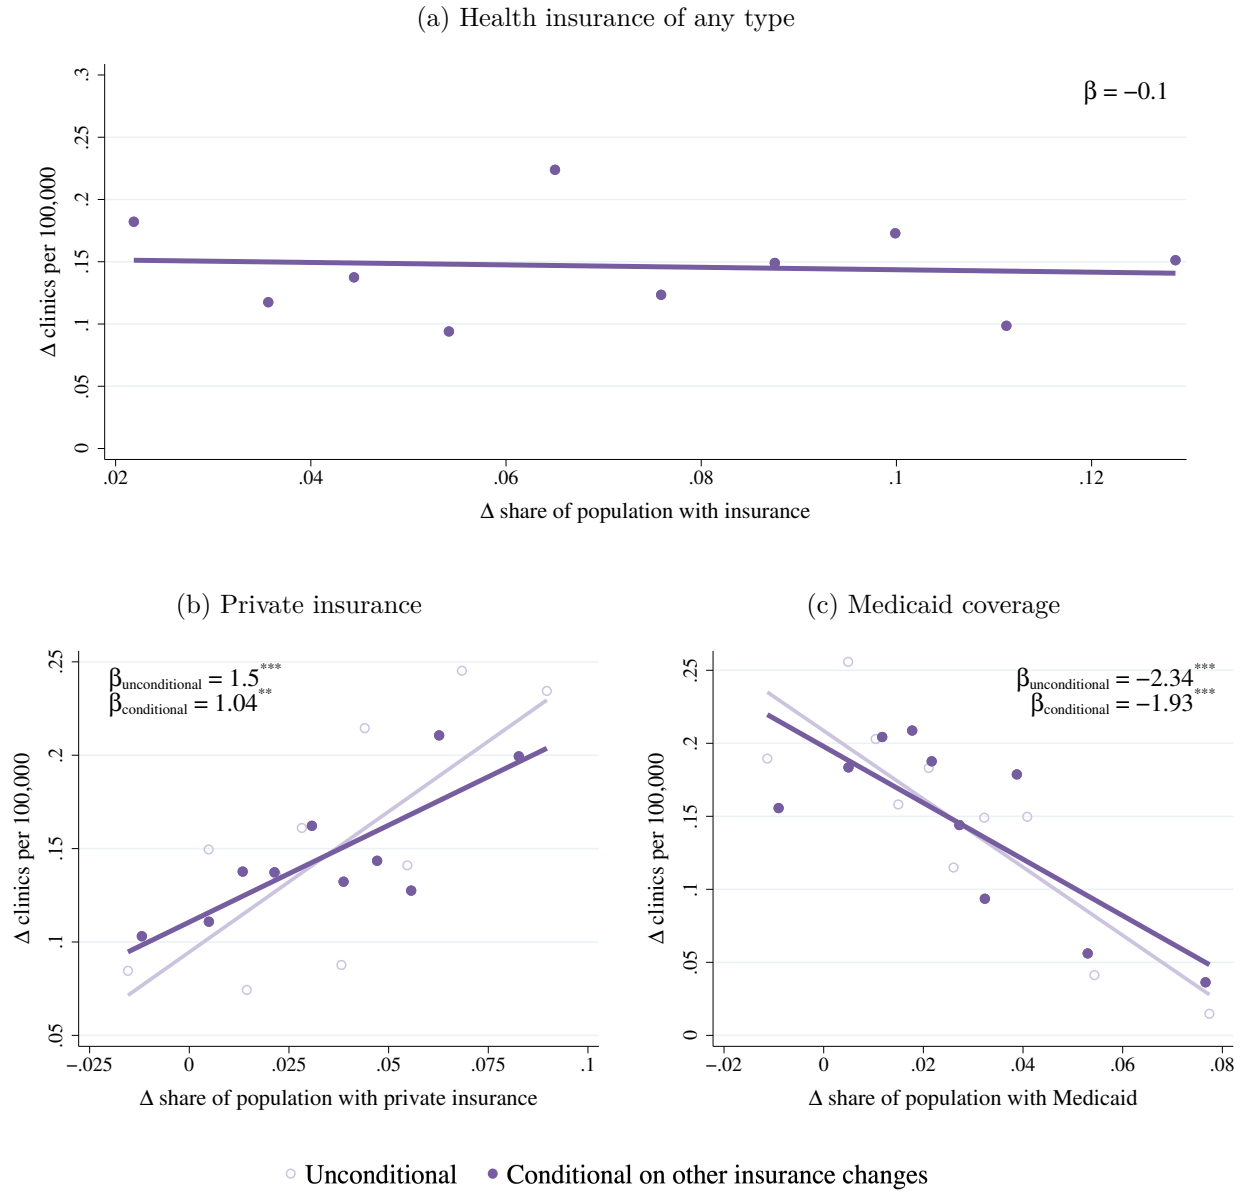 (a) Health insurance of any type
β = −0.1
Δ clinics per 100,000
.3
.25
.2
.15
.1
.05
0
.02 .04 .06 .08 .1 .12
Δ share of population with insurance
(b) Private insurance
βunconditional = 1.5***
βconditional = 1.04**
Δ clinics per 100,000
.25
.2
.15
.1
.05
−.025 0 .025 .05 .075 .1
Δ share of population with private insurance
(c) Medicaid coverage
βunconditional = −2.34***
βconditional = −1.93***
Δ clinics per 100,000
.25
.2
.15
.1
.05
0
−.02 0 .02 .04 .06 .08
Δ share of population with Medicaid
Unconditional Conditional on other insurance changes